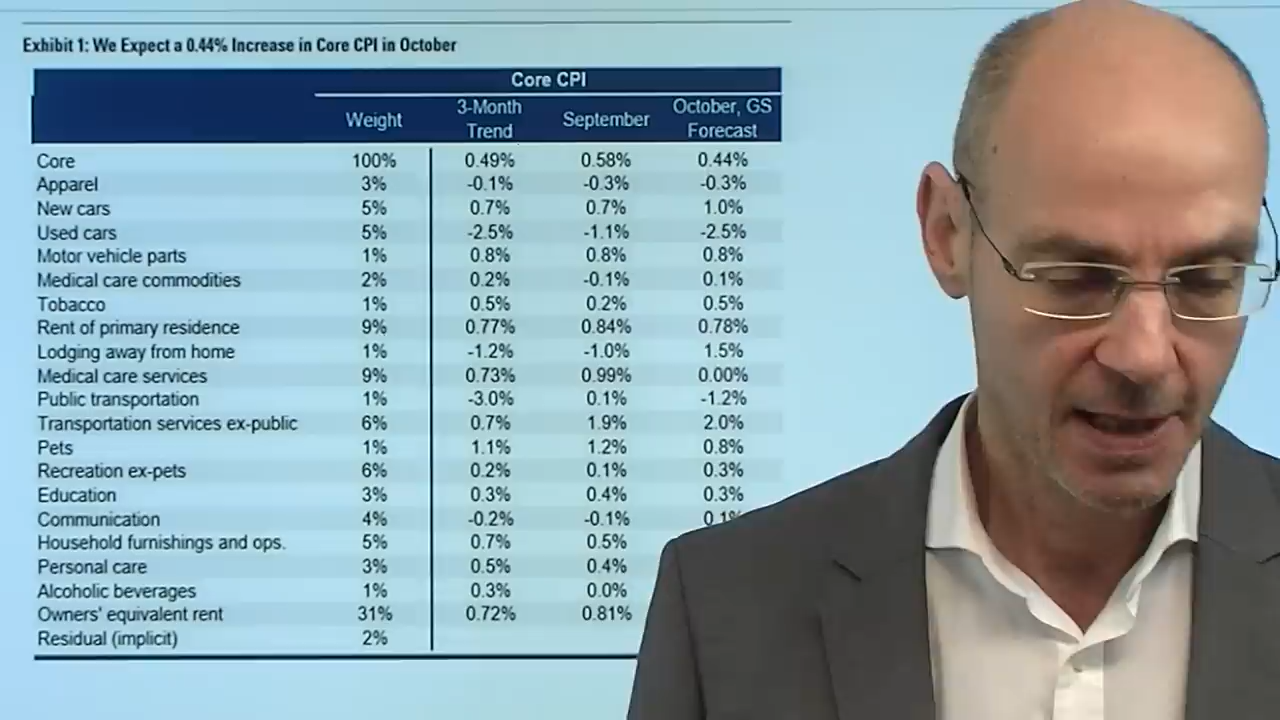 Exhibit 1: We Expect a 0.44% Increase in Core CPI in October
Core CPI
Weight 3-Month Trend September October, GS Forecast
Core 100% 0.49% 0.58% 0.44%
Apparel 3% -0.1% -0.3% -0.3%
New cars 5% 0.7% 0.7% 1.0%
Used cars 5% -2.5% -1.1% -2.5%
Motor vehicle parts 1% 0.8% 0.8% 0.8%
Medical care commodities 2% 0.2% -0.1% 0.1%
Tobacco 1% 0.5% 0.2% 0.5%
Rent of primary residence 9% 0.77% 0.84% 0.78%
Lodging away from home 1% -1.2% -1.0% 1.5%
Medical care services 9% 0.73% 0.99% 0.00%
Public transportation 1% -3.0% 0.1% -1.2%
Transportation services ex-public 6% 0.7% 1.9% 2.0%
Pets 1% 1.1% 1.2% 0.8%
Recreation ex-pets 6% 0.2% 0.1% 0.3%
Education 3% 0.3% 0.4% 0.3%
Communication 4% -0.2% -0.1% 0.1%
Household furnishings and ops. 5% 0.7% 0.5%
Personal care 3% 0.5% 0.4%
Alcoholic beverages 1% 0.3% 0.0%
Owners' equivalent rent 31% 0.72% 0.81%
Residual (implicit) 2%